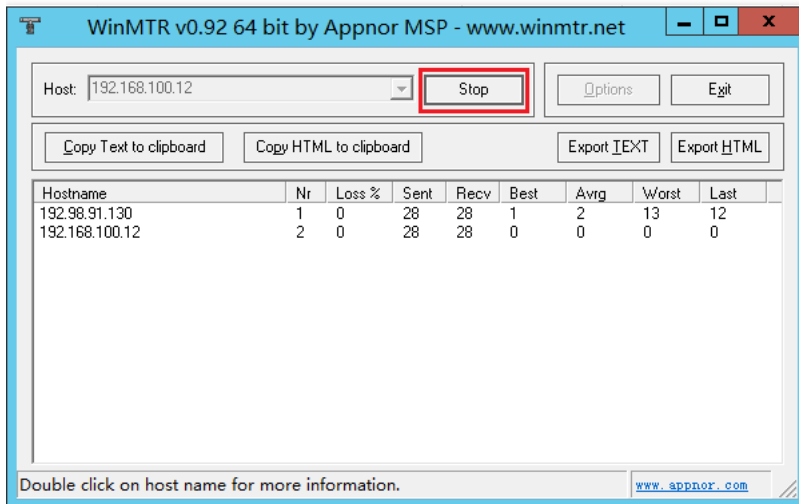 WinMTR v0.92 64 bit by Appnor MSP - www.winmtr.net
Host: 192.168.100.12 Stop Options Exit
Copy Text to clipboard Copy HTML to clipboard Export TEXT Export HTML
Hostname Nr Loss % Sent Recv Best Avrg Worst Last
192.98.91.130 1 0 28 28 1 2 13 12
192.168.100.12 2 0 28 28 0 0 0 0
Double click on host name for more information. www.appnor.com